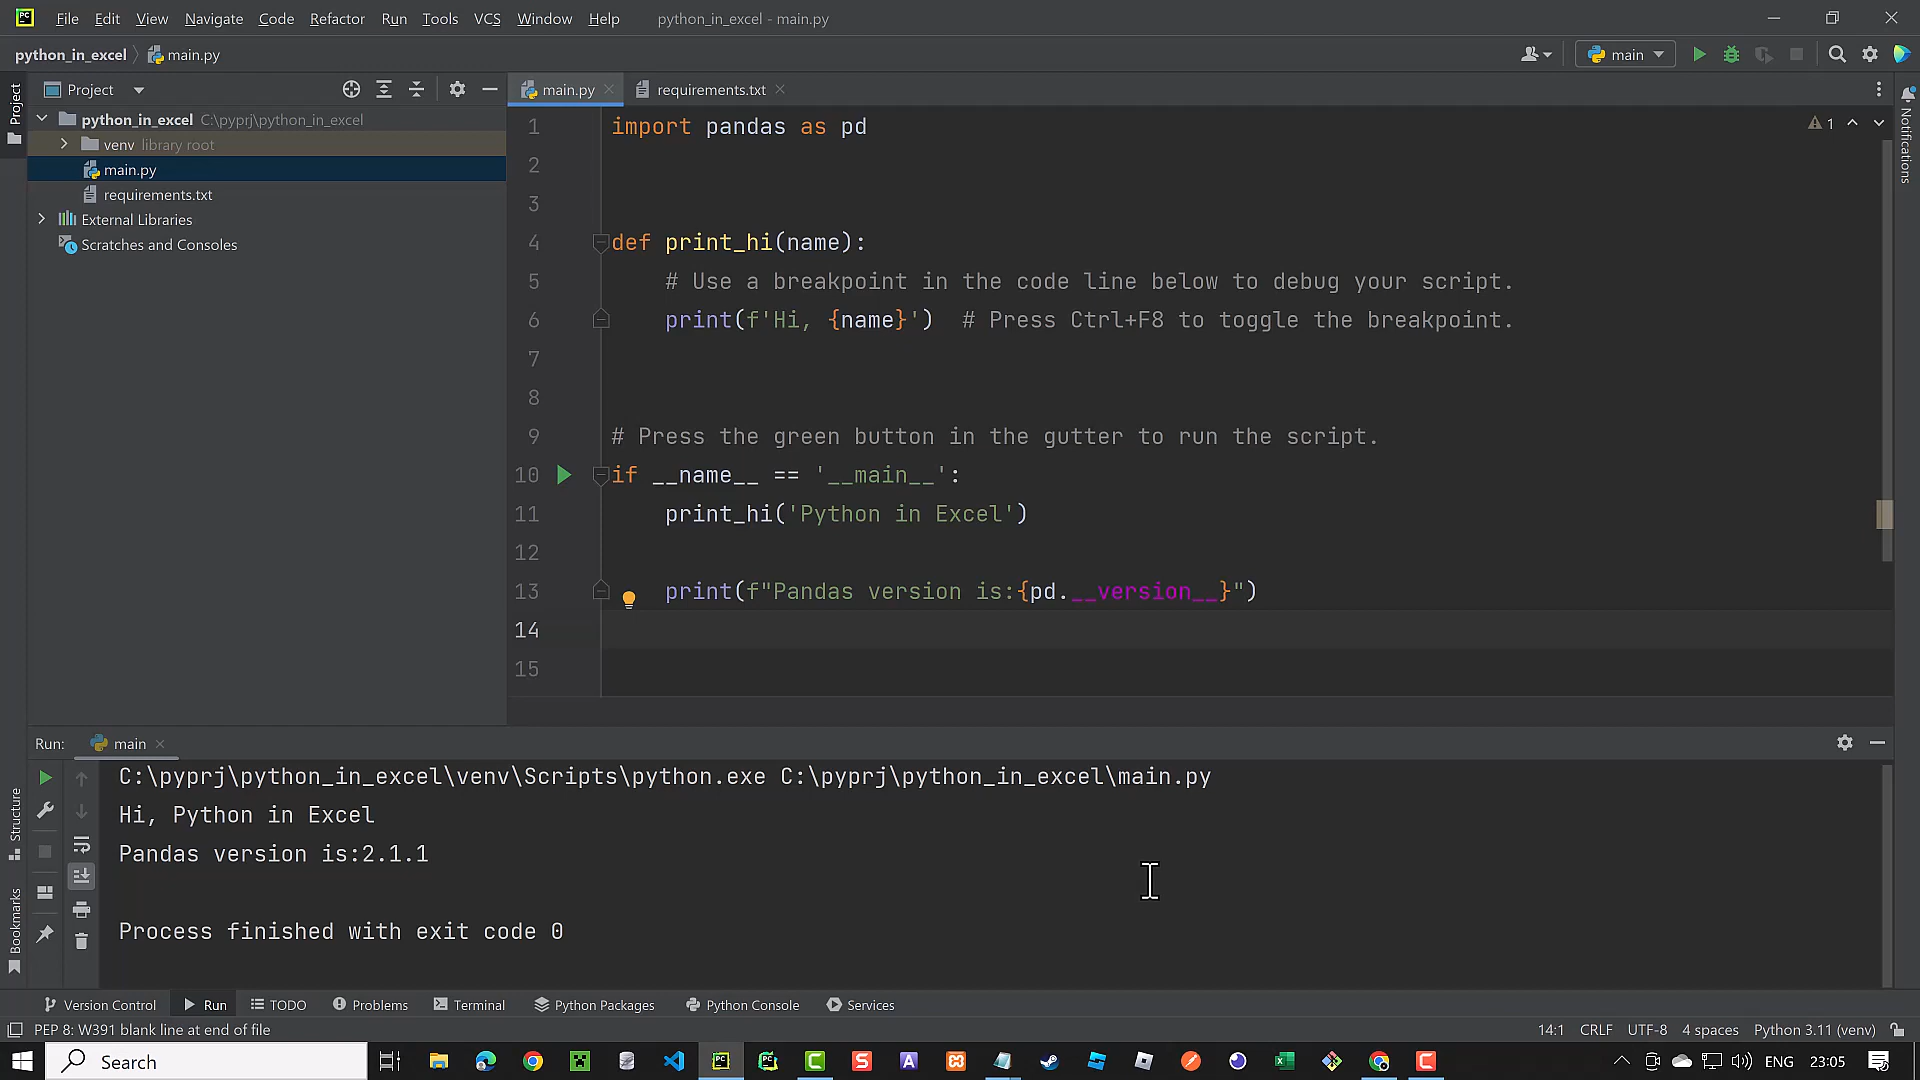 File Edit View Navigate Code Refactor Run Tools VCS Window Help python_in_excel - main.py
python_in_excel main.py main
Project
main.py requirements.txt
Project
Notifications
python_in_excel C:\pyprj\python_in_excel
venv library root
main.py
requirements.txt
External Libraries
Scratches and Consoles
1 import pandas as pd
1
2
3
4 def print_hi(name):
5 # Use a breakpoint in the code line below to debug your script.
6 print(f'Hi, {name}') # Press Ctrl+F8 to toggle the breakpoint.
7
8
9 # Press the green button in the gutter to run the script.
10 if __name__ == '__main__':
11 print_hi('Python in Excel')
12
13 print(f"Pandas version is:{pd.__version__}")
14
15
Run: main
C:\pyprj\python_in_excel\venv\Scripts\python.exe C:\pyprj\python_in_excel\main.py
Hi, Python in Excel
Pandas version is:2.1.1
Process finished with exit code 0
Structure
Bookmarks
Version Control Run TODO Problems Terminal Python Packages Python Console Services
PEP 8: W391 blank line at end of file 14:1 CRLF UTF-8 4 spaces Python 3.11 (venv)
Search ENG 23:05